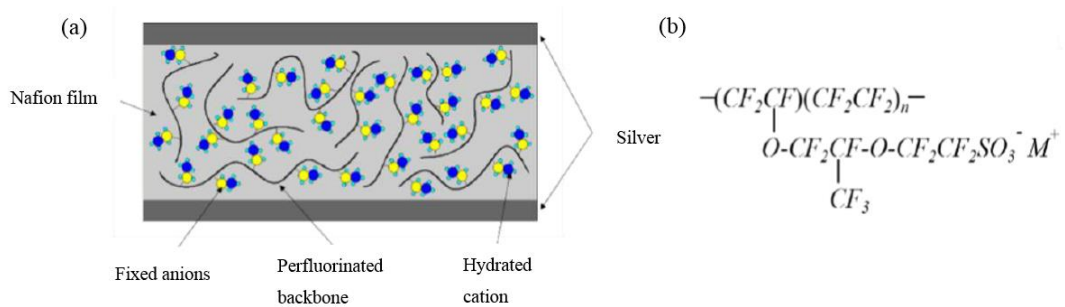 (a)
Nafion film
Fixed anions
Perfluorinated
backbone
Hydrated
cation
Silver
(b)
–(CF₂CF)(CF₂CF₂)ₙ–
O-CF₂CF-O-CF₂CF₂SO₃⁻ M⁺
CF₃